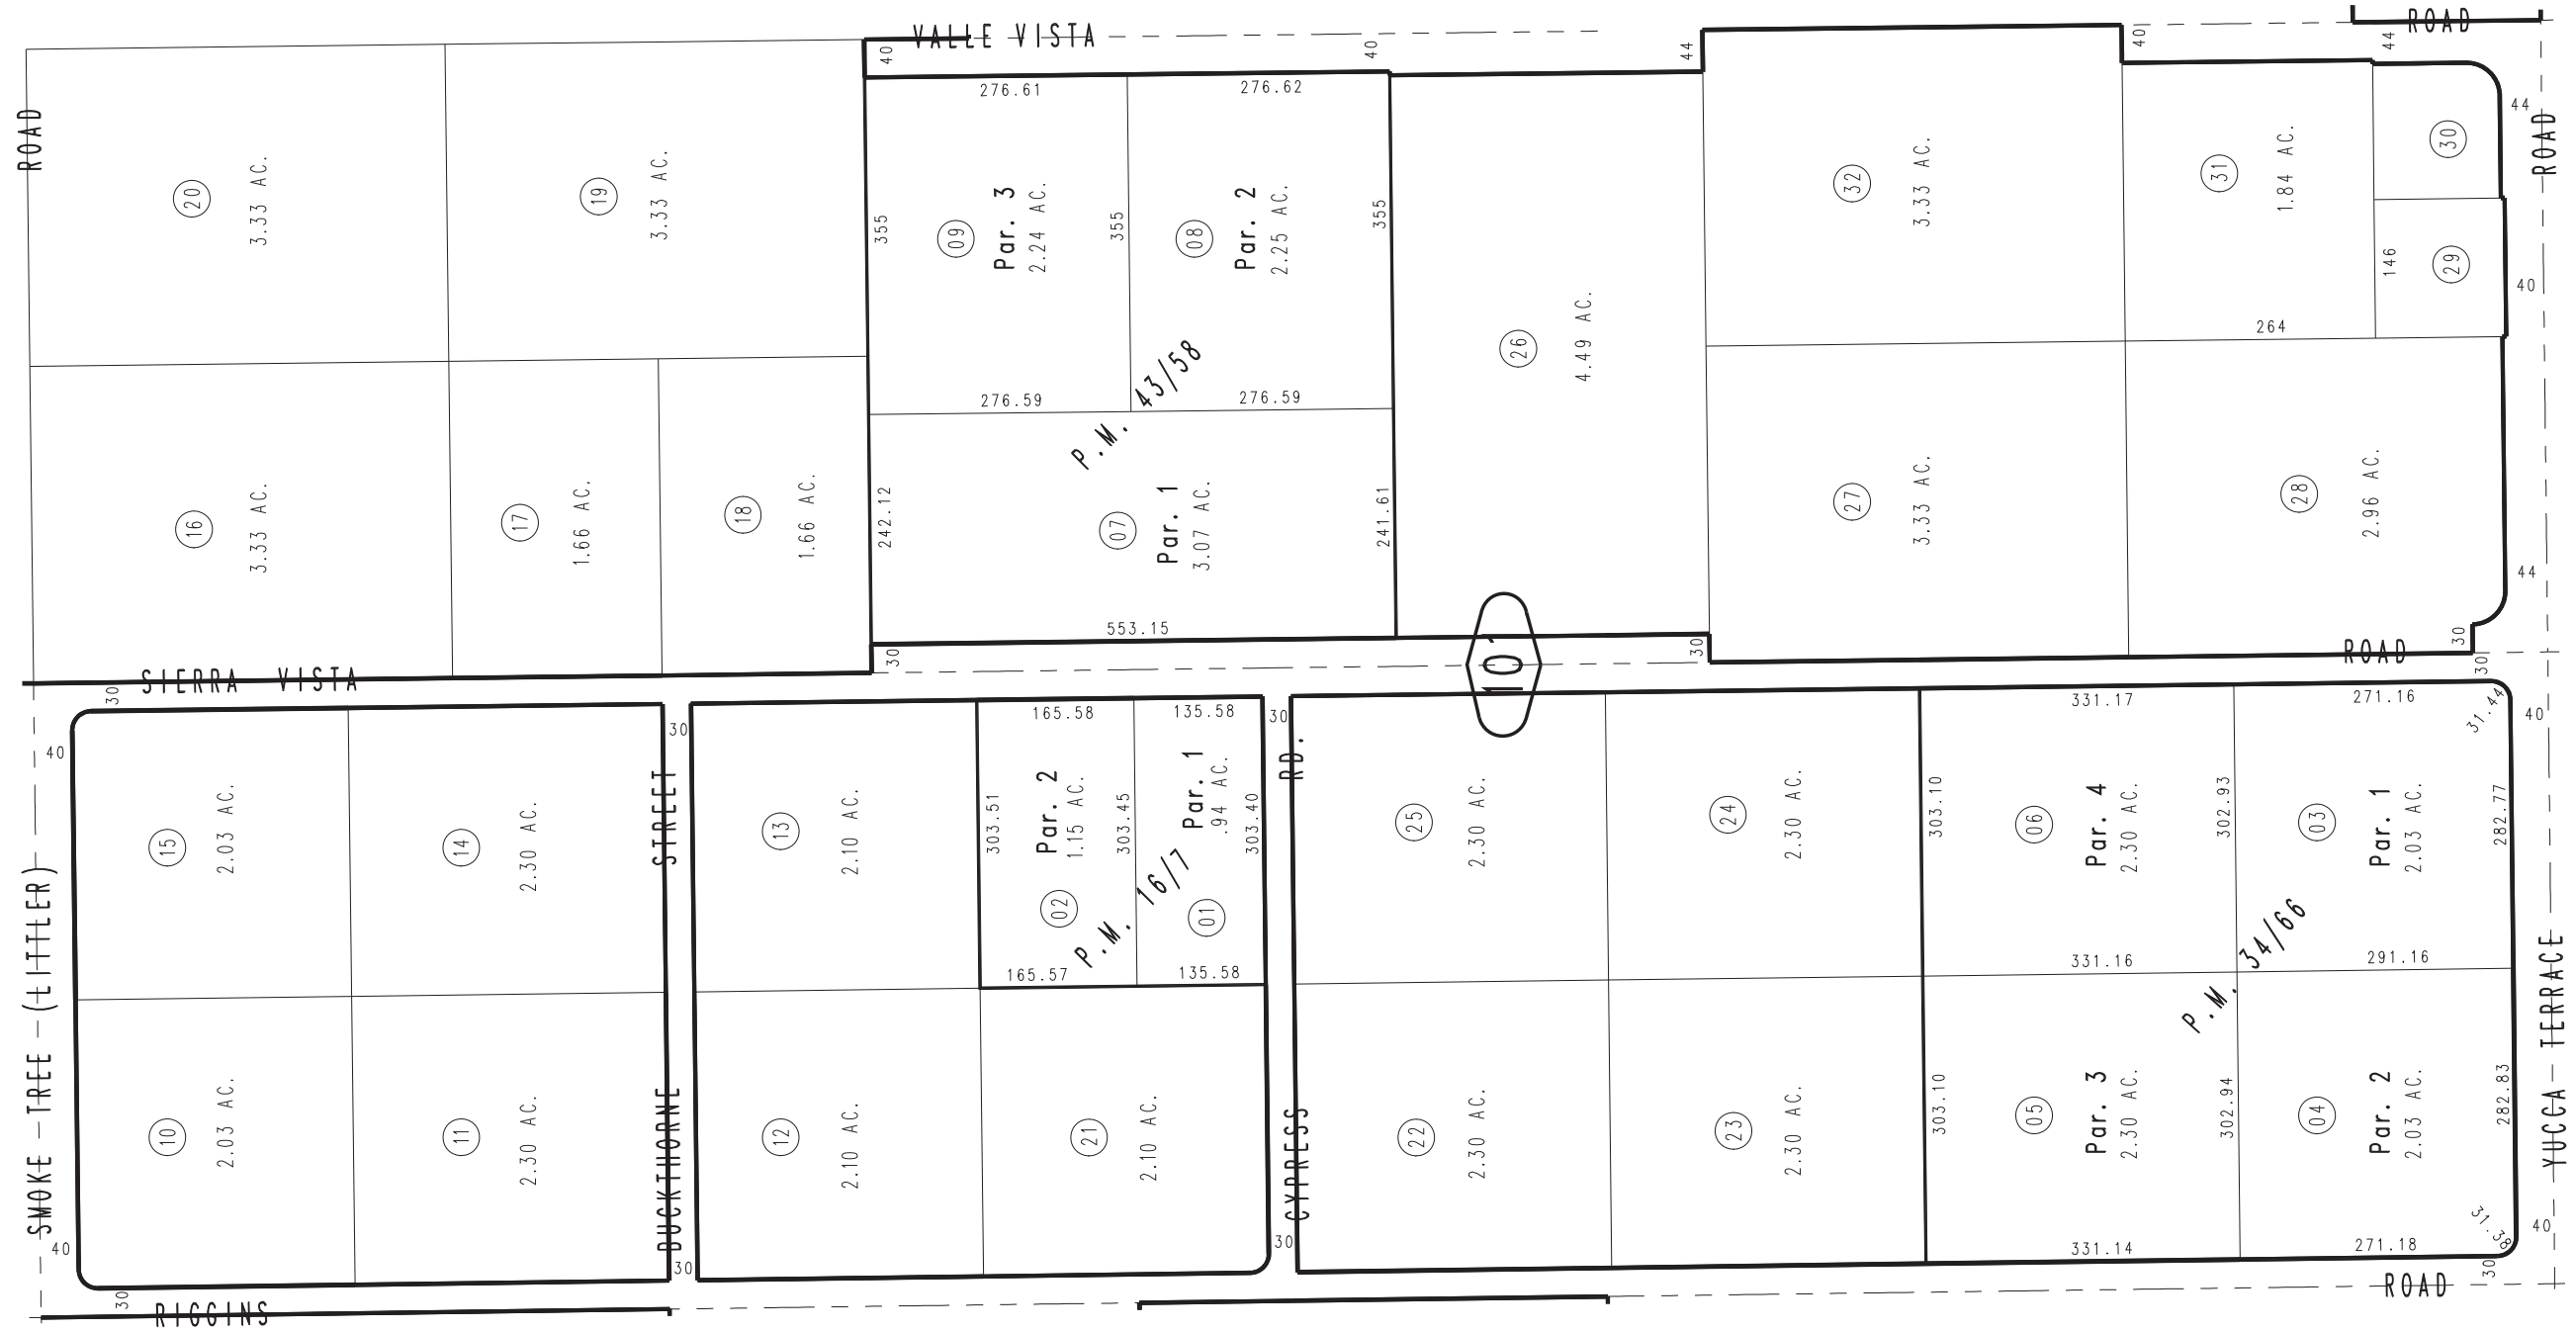 VALLE VISTA
ROAD
40
40
44
40
44
276.61
276.62
ROAD
20
3.33 AC.
19
3.33 AC.
355
09
Par. 3
2.24 AC.
355
08
Par. 2
2.25 AC.
355
26
4.49 AC.
32
3.33 AC.
31
1.84 AC.
30
44
ROAD
146
29
40
264
276.59
276.59
P.M. 43/58
16
3.33 AC.
17
1.66 AC.
18
1.66 AC.
242.12
07
Par. 1
3.07 AC.
241.61
27
3.33 AC.
28
2.96 AC.
44
553.15
30
30
30
SIERRA VISTA
ROAD
101
30
30
40
30
165.58
135.58
30
331.17
271.16
31.44
40
15
2.03 AC.
14
2.30 AC.
STREET
13
2.10 AC.
303.51
Par. 2
1.15 AC.
02
303.45
Par. 1
.94 AC.
01
303.40
P.M. 16/7
RD.
25
2.30 AC.
24
2.30 AC.
303.10
06
Par. 4
2.30 AC.
302.93
03
Par. 1
2.03 AC.
282.77
165.57
135.58
331.16
291.16
P.M. 34/66
SMOKE TREE (LITTLER)
10
2.03 AC.
11
2.30 AC.
BUCKTHORNE
12
2.10 AC.
21
2.10 AC.
CYPRESS
22
2.30 AC.
23
2.30 AC.
303.10
05
Par. 3
2.30 AC.
302.94
04
Par. 2
2.03 AC.
282.83
YUCCA TERRACE
40
30
30
331.14
271.18
31.38
40
30
30
RIGGINS
ROAD